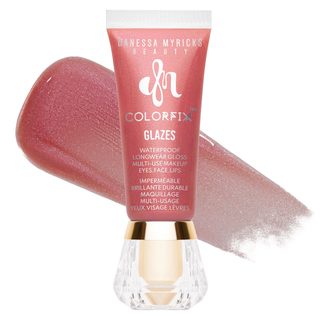 DANESSA MYRICKS
BEAUTY
COLORFIX™
GLAZES
WATERPROOF
LONGWEAR GLOSS
MULTI-USE MAKEUP
EYES.FACE.LIPS
IMPERMÉABLE
BRILLANTE DURABLE
MAQUILLAGE
MULTI-USAGE
YEUX.VISAGE.LÈVRES